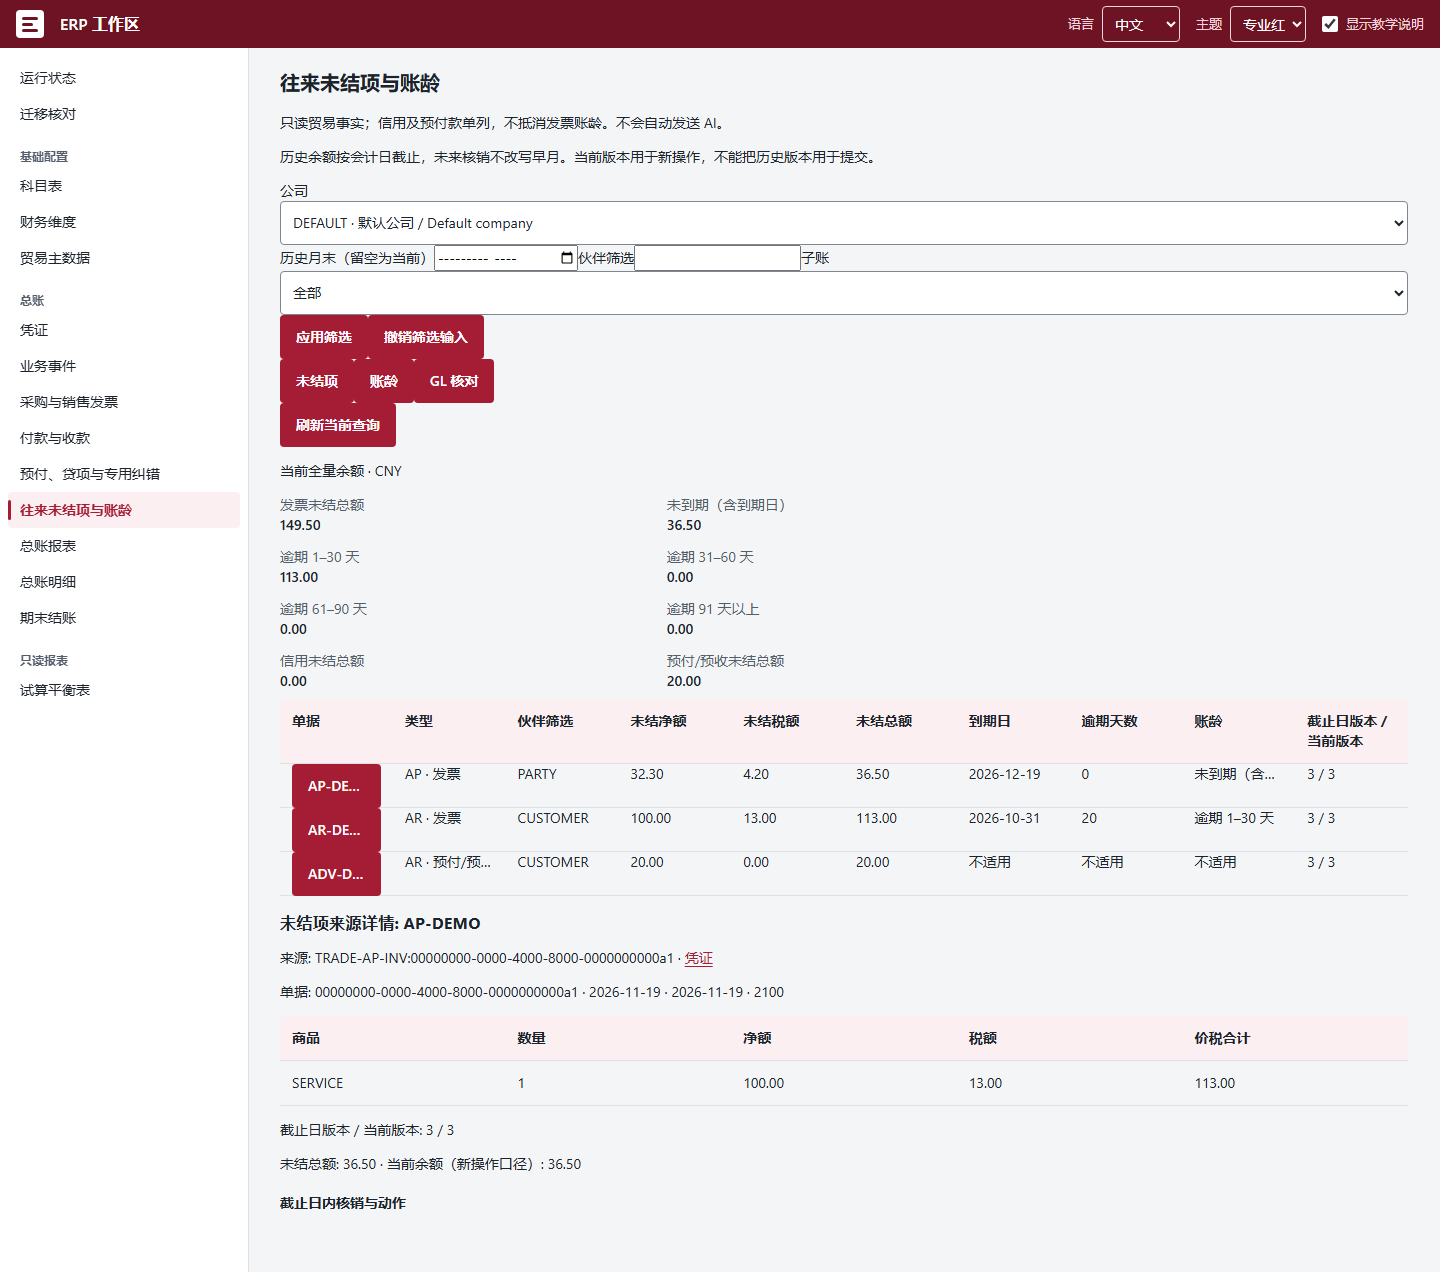 ERP 工作区
语言 中文 主题 专业红 显示教学说明
运行状态
迁移核对
基础配置
科目表
财务维度
贸易主数据
总账
凭证
业务事件
采购与销售发票
付款与收款
预付、贷项与专用纠错
往来未结项与账龄
总账报表
总账明细
期末结账
只读报表
试算平衡表
往来未结项与账龄
只读贸易事实；信用及预付款单列，不抵消发票账龄。不会自动发送 AI。
历史余额按会计日截止，未来核销不改写早月。当前版本用于新操作，不能把历史版本用于提交。
公司
DEFAULT · 默认公司 / Default company
历史月末（留空为当前） --------- ---- 伙伴筛选 子账
全部
应用筛选 撤销筛选输入
未结项 账龄 GL 核对
刷新当前查询
当前全量余额 · CNY
发票未结总额 未到期（含到期日）
149.50 36.50
逾期 1–30 天 逾期 31–60 天
113.00 0.00
逾期 61–90 天 逾期 91 天以上
0.00 0.00
信用未结总额 预付/预收未结总额
0.00 20.00
单据 类型 伙伴筛选 未结净额 未结税额 未结总额 到期日 逾期天数 账龄 截止日版本 /
当前版本
AP-DE... AP · 发票 PARTY 32.30 4.20 36.50 2026-12-19 0 未到期（含... 3 / 3
AR-DE... AR · 发票 CUSTOMER 100.00 13.00 113.00 2026-10-31 20 逾期 1–30 天 3 / 3
ADV-D... AR · 预付/预... CUSTOMER 20.00 0.00 20.00 不适用 不适用 不适用 3 / 3
未结项来源详情: AP-DEMO
来源: TRADE-AP-INV:00000000-0000-4000-8000-0000000000a1 · 凭证
单据: 00000000-0000-4000-8000-0000000000a1 · 2026-11-19 · 2026-11-19 · 2100
商品 数量 净额 税额 价税合计
SERVICE 1 100.00 13.00 113.00
截止日版本 / 当前版本: 3 / 3
未结总额: 36.50 · 当前余额（新操作口径）: 36.50
截止日内核销与动作